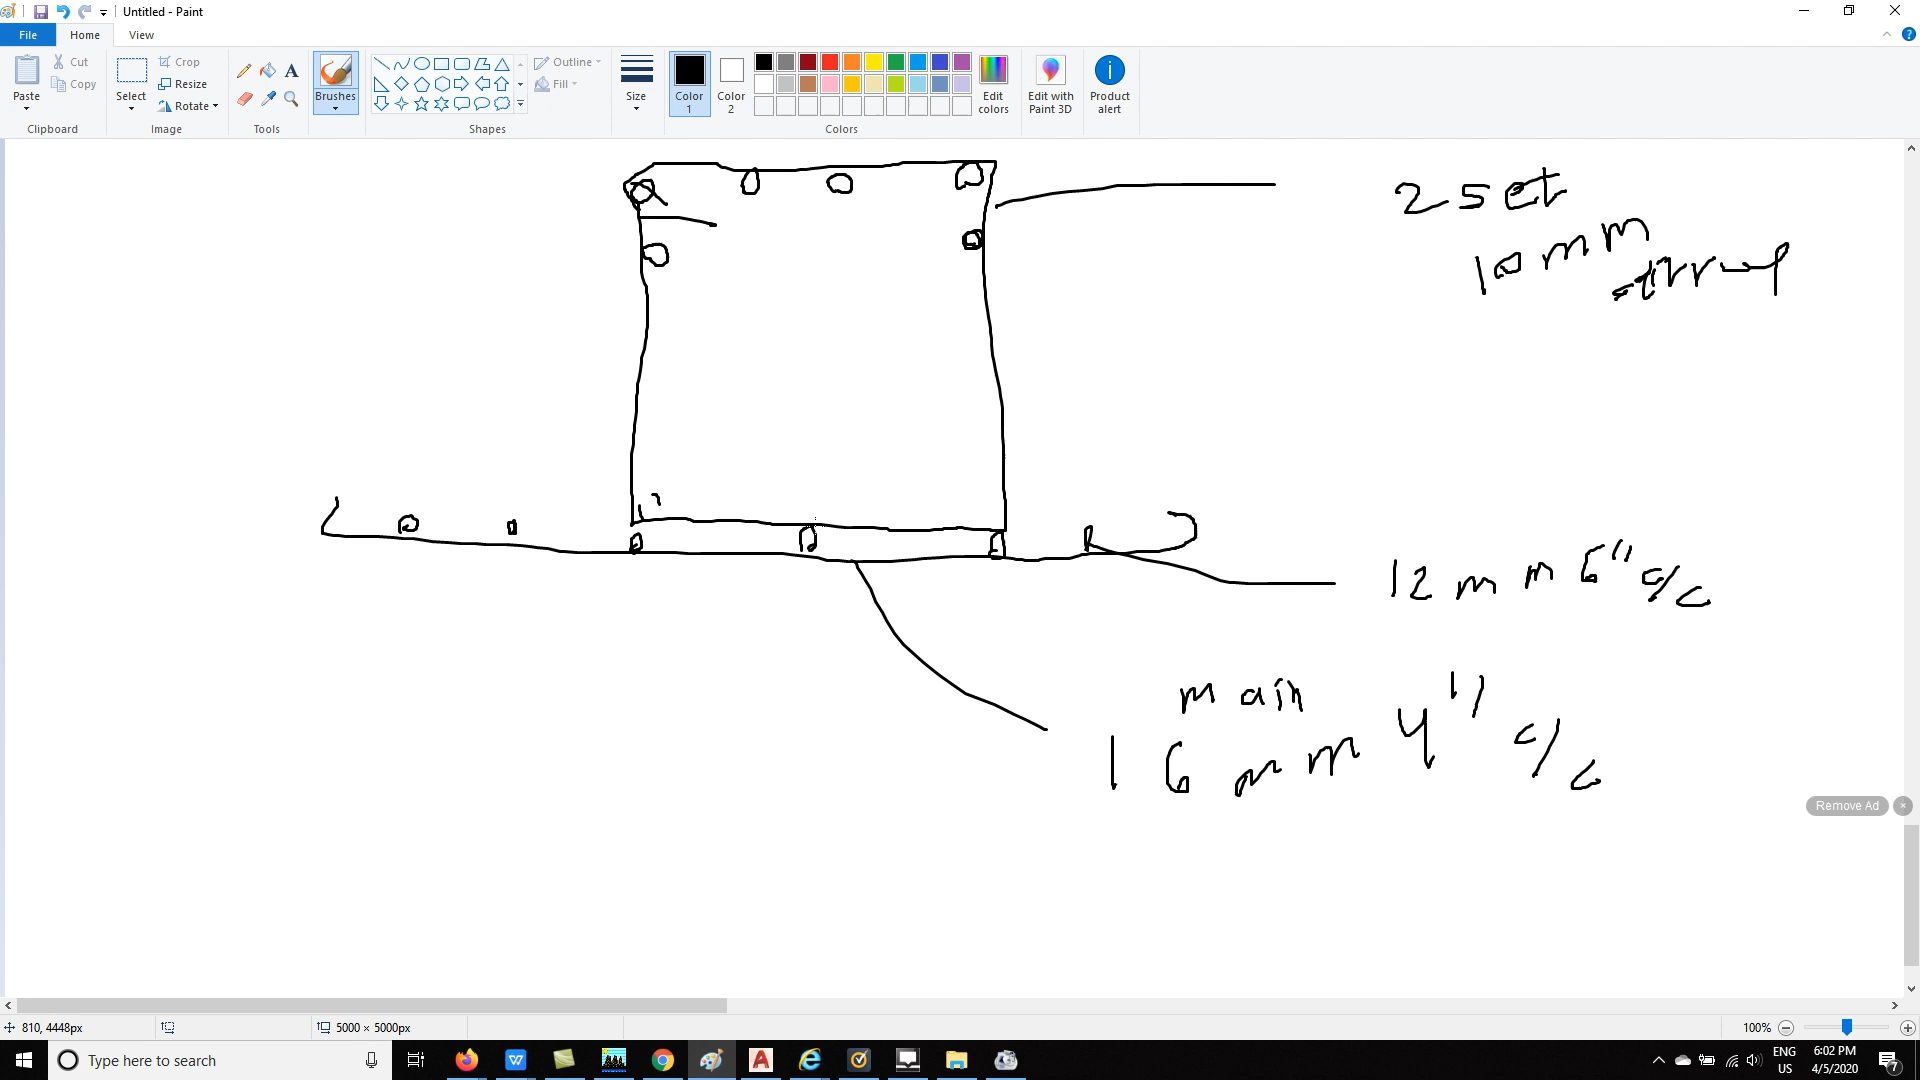 Untitled - Paint
File
Home
View
Paste
Cut
Copy
Clipboard
Select
Crop
Resize
Rotate
Image
Tools
Brushes
Shapes
Outline
Fill
Size
Color
1
Color
2
Edit
colors
Colors
Edit with
Paint 3D
Product
alert
2 Set
10 mm
12 mm 6" c/c
main
16 mm 4" c/c
Remove Ad
810, 4448px
5000 × 5000px
100%
Type here to search
ENG
US
6:02 PM
4/5/2020
7